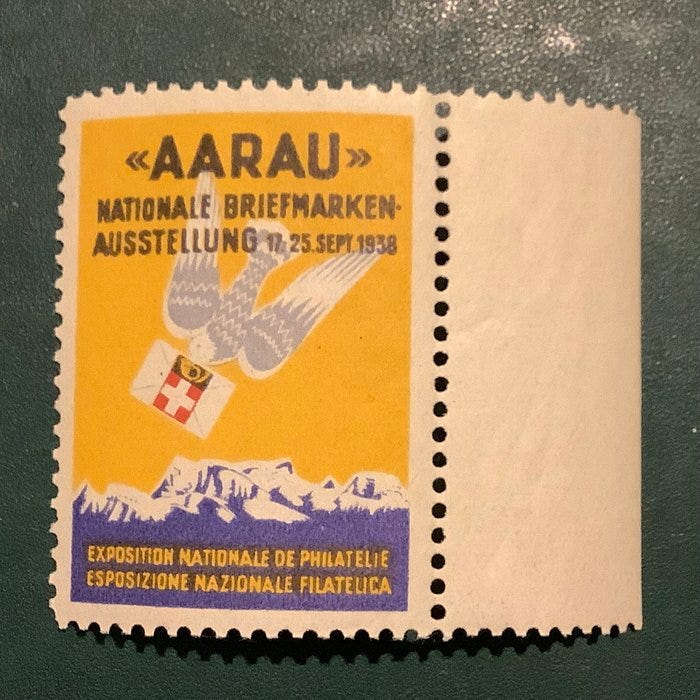 «AARAU»
NATIONALE BRIEFMARKEN-
AUSSTELLUNG 17.25.SEPT.1938
EXPOSITION NATIONALE DE PHILATELIE
ESPOSIZIONE NAZIONALE FILATELICA